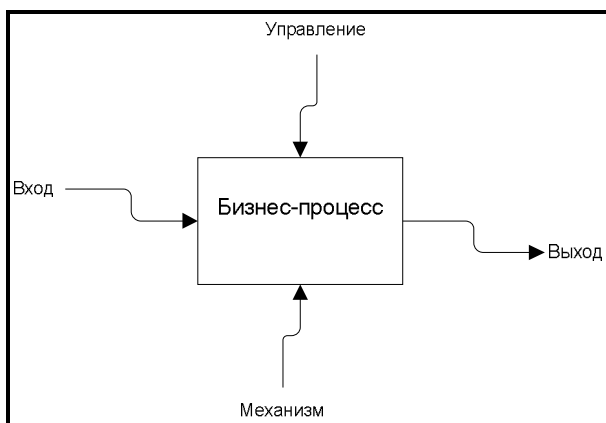 Управление
Вход
Бизнес-процесс
Выход
Механизм